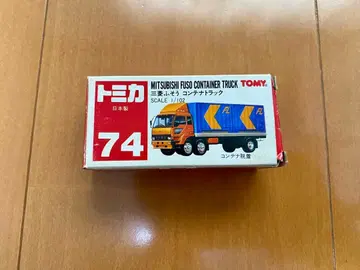 トミカ
日本製
74
MITSUBISHI FUSO CONTAINER TRUCK
TOMY
三菱ふそう コンテナトラック
SCALE 1/102
コンテナ脱着